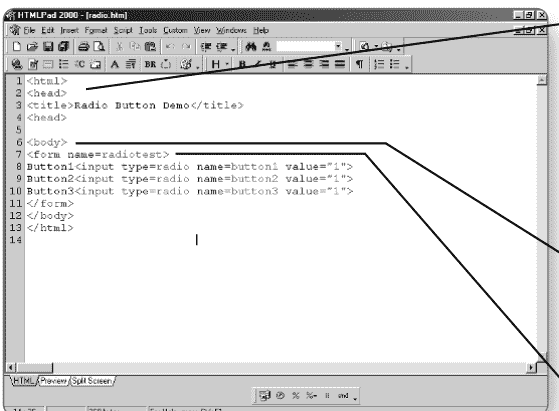 HTMLPad 2000 - [radio.htm]
File Edit Insert Format Script Tools Custom View Windows Help
H B / U
BR
1 <html>
2 <head>
3 <title>Radio Button Demo</title>
4 <head>
5
6 <body>
7 <form name=radiotest>
8 Button1<input type=radio name=button1 value="1">
9 Button2<input type=radio name=button2 value="1">
10 Button3<input type=radio name=button3 value="1">
11 </form>
12 </body>
13 </html>
14
HTML Preview Split Screen